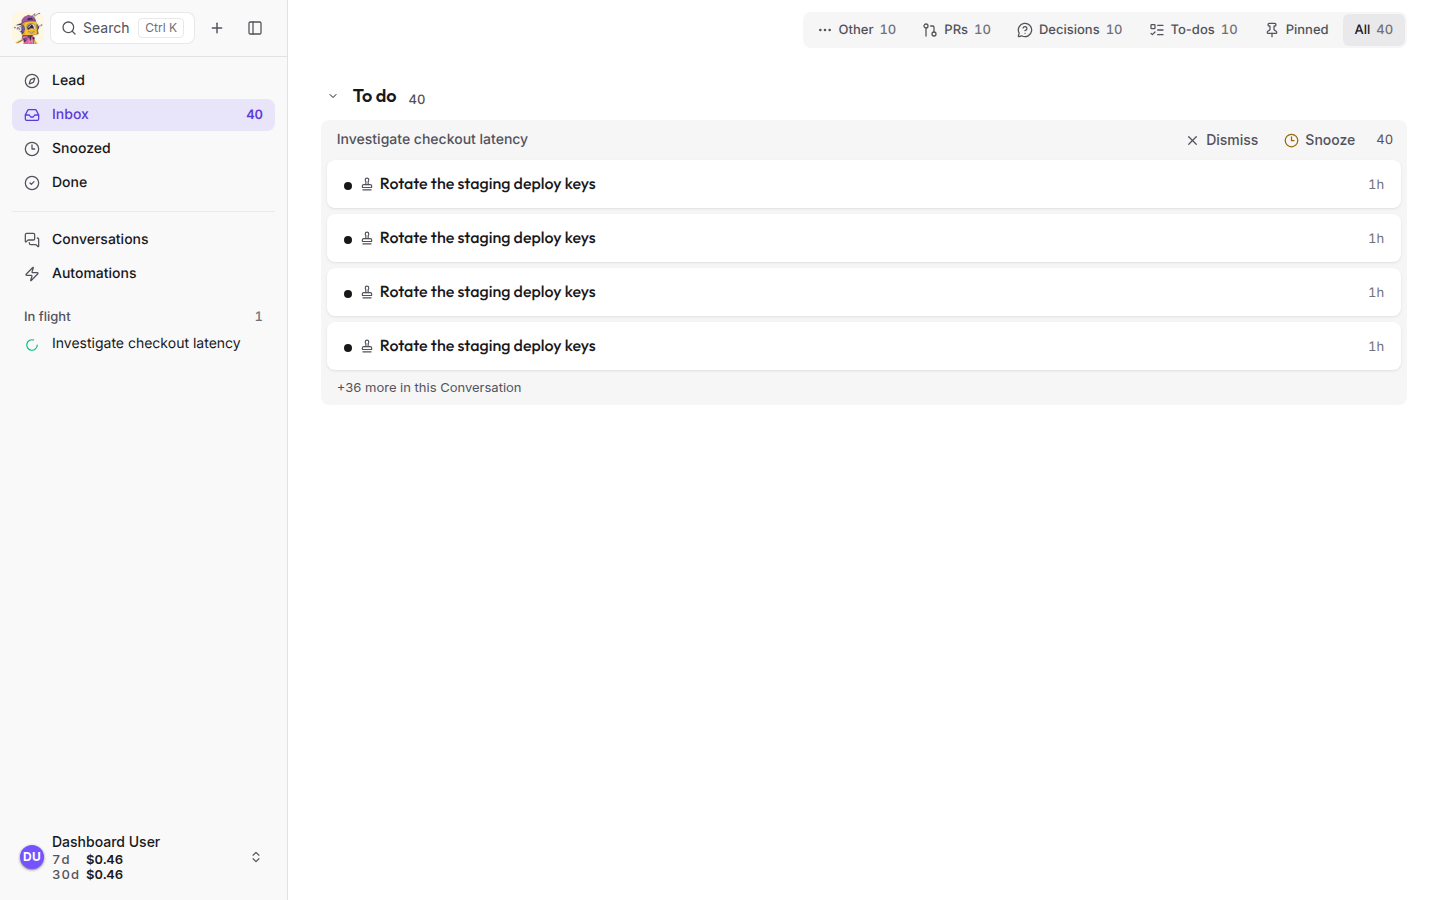 Search Ctrl K
Lead
Inbox 40
Snoozed
Done
Conversations
Automations
In flight 1
Investigate checkout latency
Dashboard User
DU
7d $0.46
30d $0.46
Other 10 PRs 10 Decisions 10 To-dos 10 Pinned All 40
To do 40
Investigate checkout latency Dismiss Snooze 40
Rotate the staging deploy keys 1h
Rotate the staging deploy keys 1h
Rotate the staging deploy keys 1h
Rotate the staging deploy keys 1h
+36 more in this Conversation